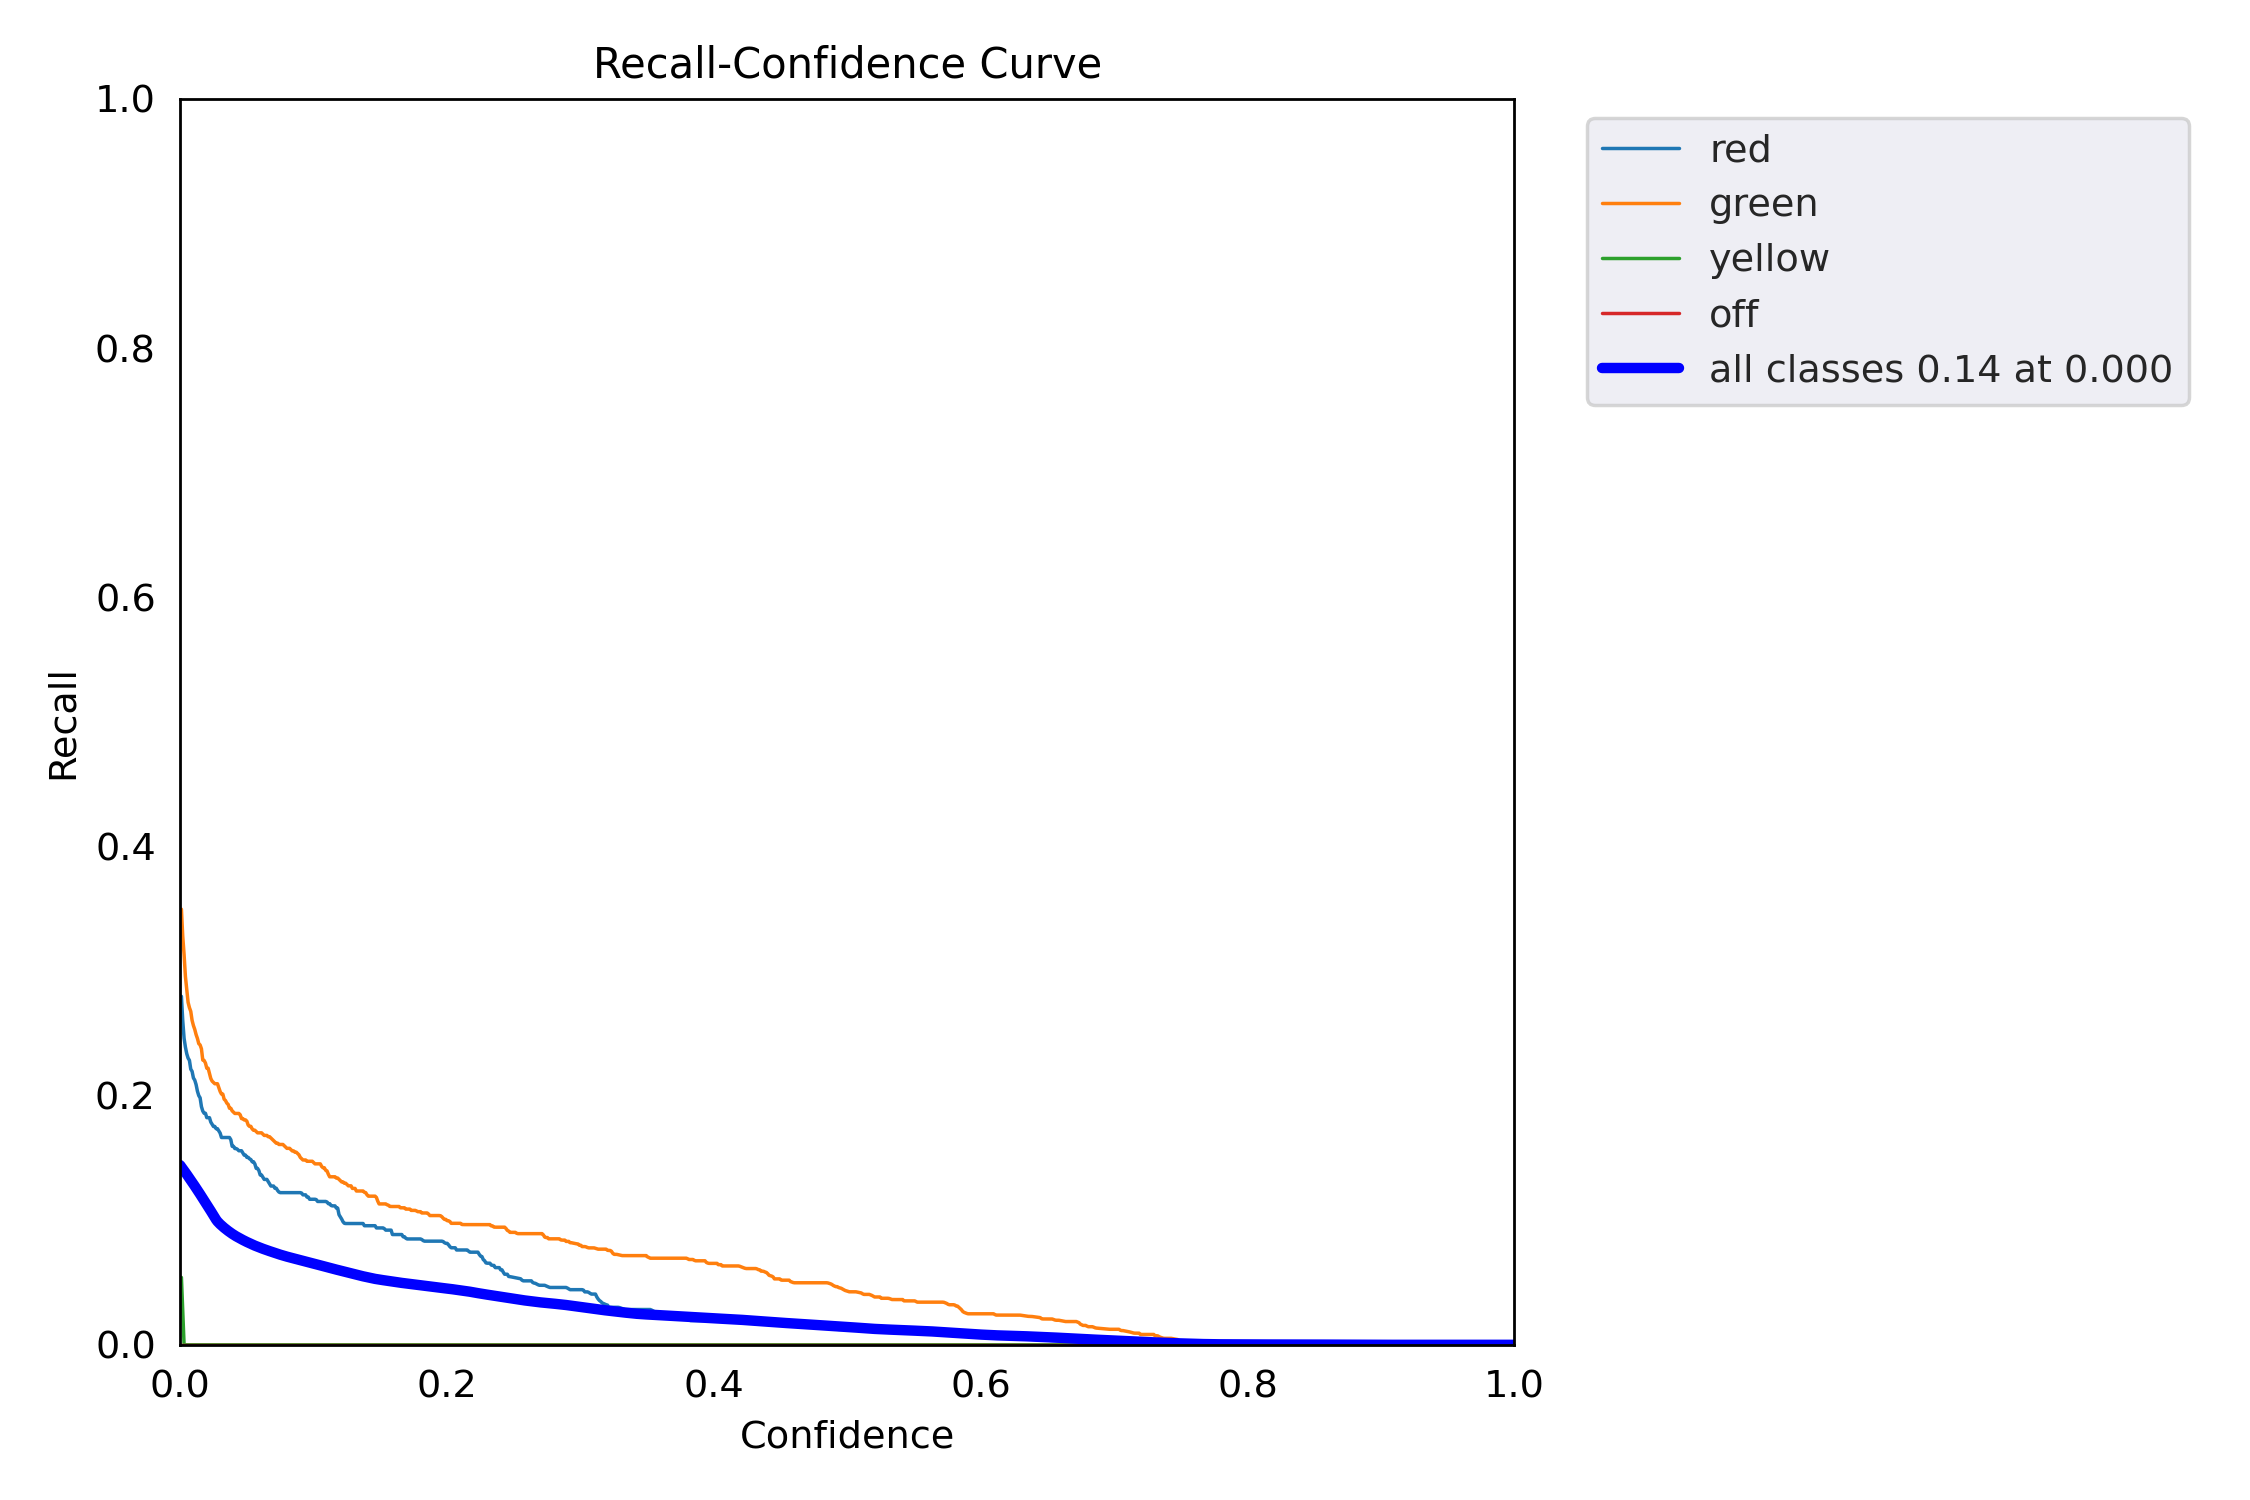 Recall-Confidence Curve
1.0
0.8
0.6
0.4
0.2
0.0
Recall
0.0 0.2 0.4 0.6 0.8 1.0
Confidence
red
green
yellow
off
all classes 0.14 at 0.000